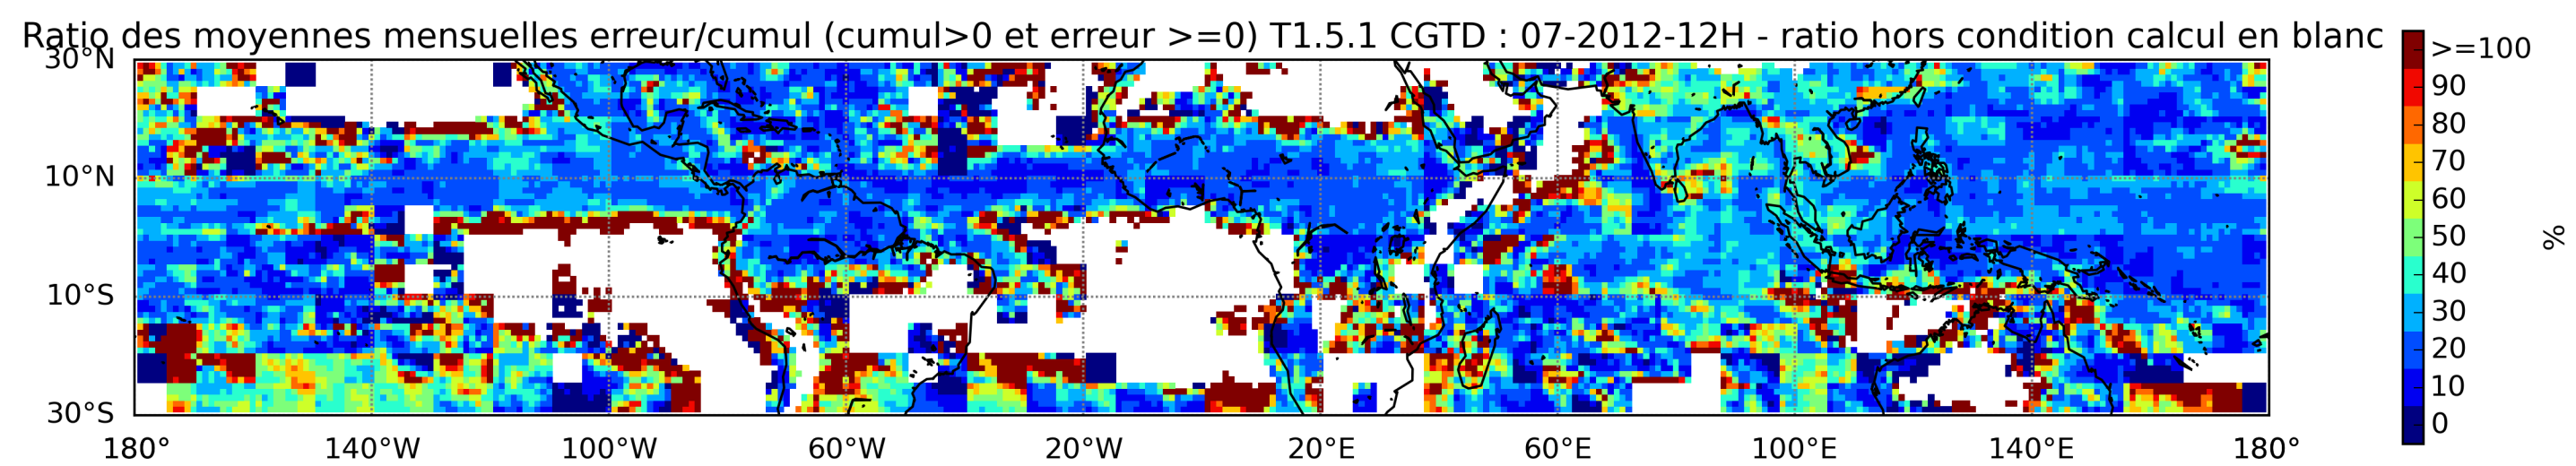 Ratio des moyennes mensuelles erreur/cumul (cumul>0 et erreur >=0) T1.5.1 CGTD : 07-2012-12H - ratio hors condition calcul en blanc
30°N
10°N
10°S
30°S
180°
140°W
100°W
60°W
20°W
20°E
60°E
100°E
140°E
180°
>=100
90
80
70
60
50
40
30
20
10
0
%